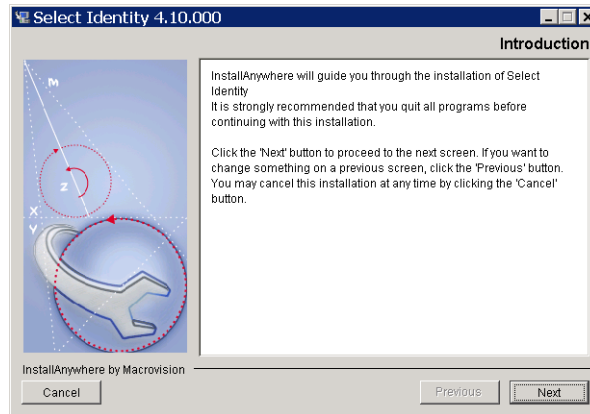 Select Identity 4.10.000
Introduction
M
Z
X
Y
InstallAnywhere will guide you through the installation of Select
Identity
It is strongly recommended that you quit all programs before
continuing with this installation.
Click the 'Next' button to proceed to the next screen. If you want to
change something on a previous screen, click the 'Previous' button.
You may cancel this installation at any time by clicking the 'Cancel'
button.
InstallAnywhere by Macrovision
Cancel
Previous
Next